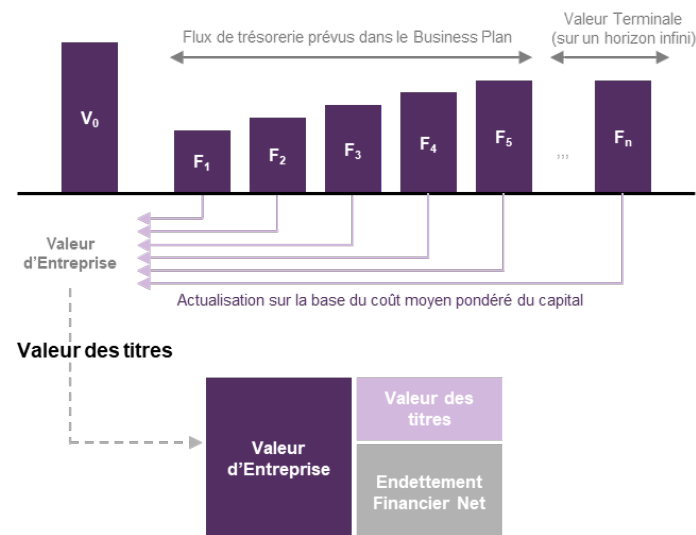 Flux de trésorerie prévus dans le Business Plan
Valeur Terminale
(sur un horizon infini)
V₀
F₁
F₂
F₃
F₄
F₅
,,,
Fₙ
Valeur
d'Entreprise
Actualisation sur la base du coût moyen pondéré du capital
Valeur des titres
Valeur
d'Entreprise
Valeur des
titres
Endettement
Financier Net